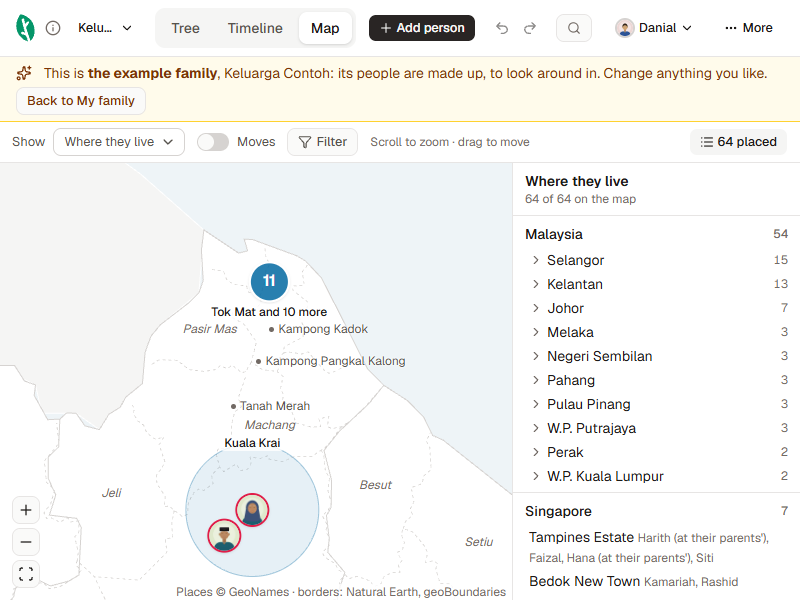 Kelu...
Tree
Timeline
Map
+ Add person
Danial
··· More
This is the example family, Keluarga Contoh: its people are made up, to look around in. Change anything you like.
Back to My family
Show
Where they live
Moves
Filter
Scroll to zoom · drag to move
64 placed
11
Tok Mat and 10 more
Pasir Mas
Kampong Kadok
Kampong Pangkal Kalong
Tanah Merah
Machang
Kuala Krai
Jeli
Besut
Setiu
Places © GeoNames · borders: Natural Earth, geoBoundaries
Where they live
64 of 64 on the map
Malaysia 54
Selangor 15
Kelantan 13
Johor 7
Melaka 3
Negeri Sembilan 3
Pahang 3
Pulau Pinang 3
W.P. Putrajaya 3
Perak 2
W.P. Kuala Lumpur 2
Singapore 7
Tampines Estate Harith (at their parents'),
Faizal, Hana (at their parents'), Siti
Bedok New Town Kamariah, Rashid